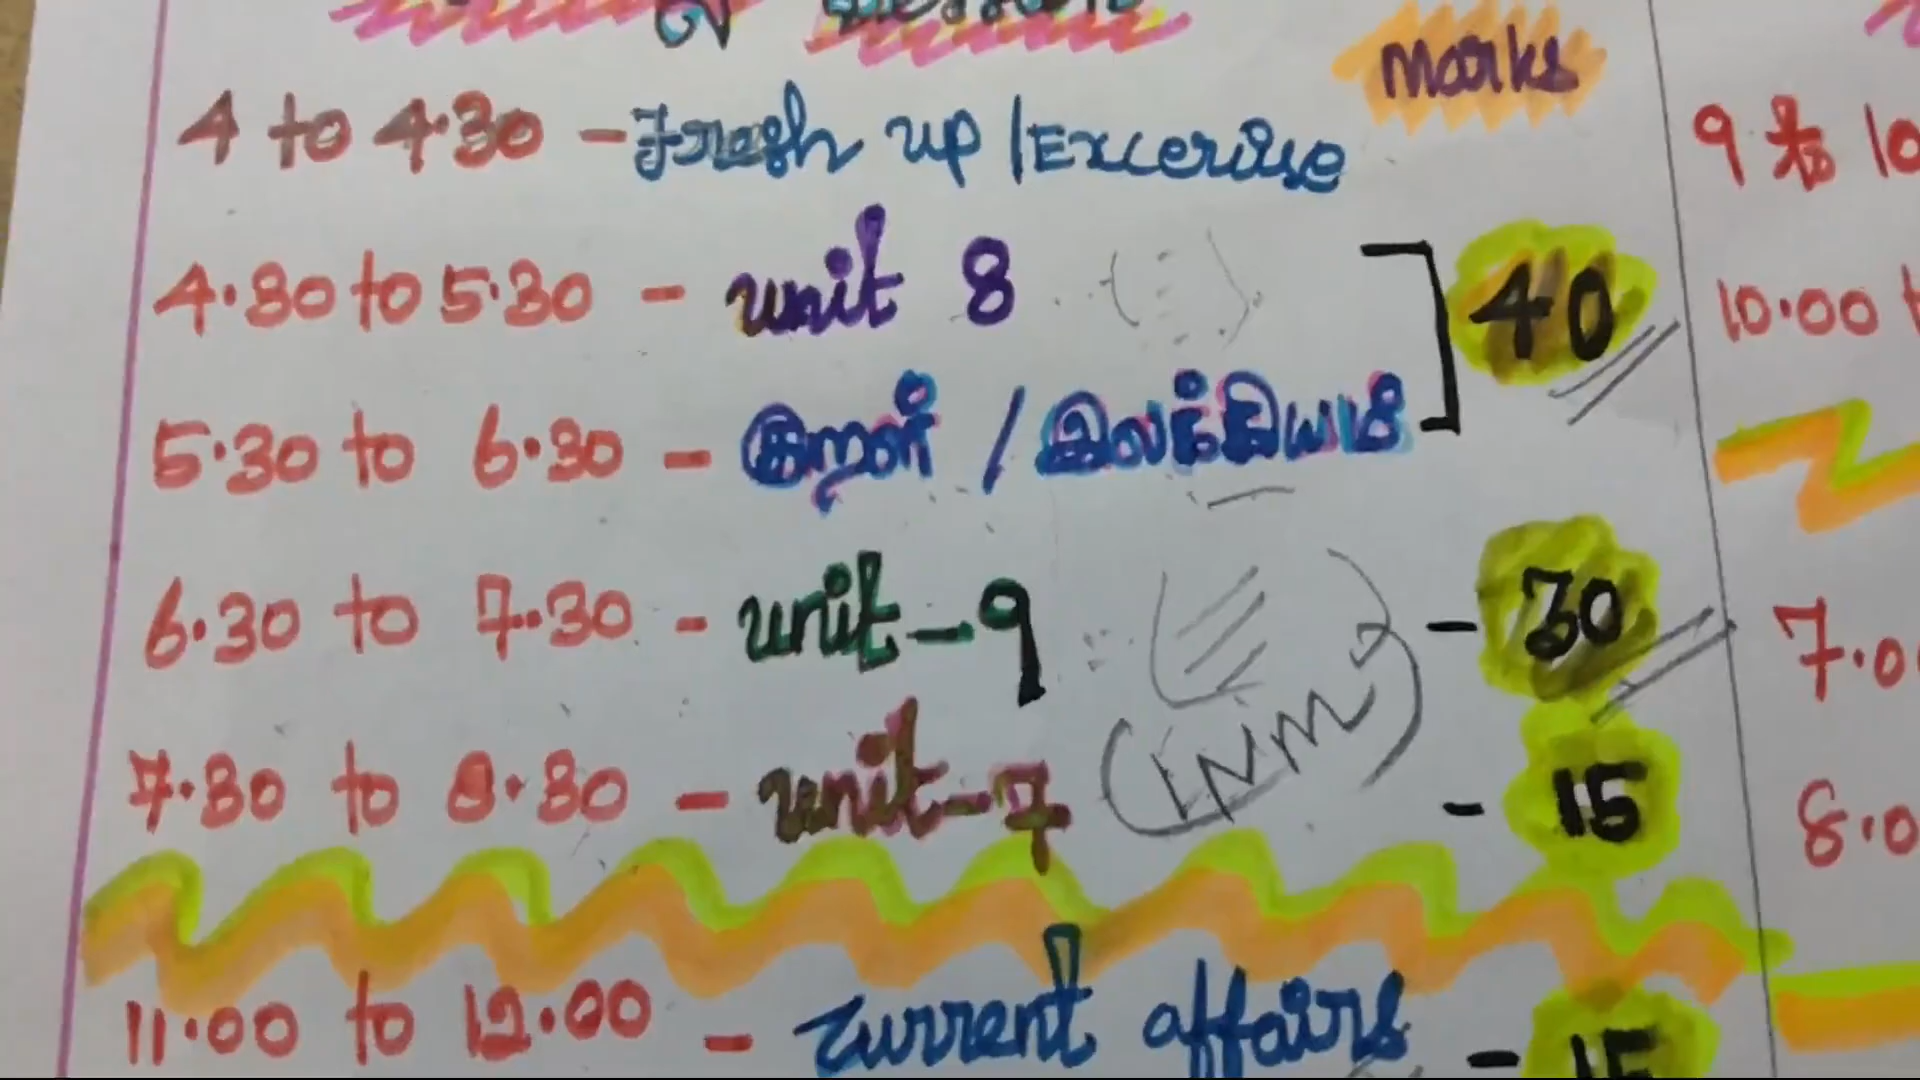 marks
4 to 4.30 - Fresh up / Excercise
4.30 to 5.30 - unit 8
40
5.30 to 6.30 - குறள் / இலக்கியம்
6.30 to 7.30 - unit-9 - 30
7.30 to 8.30 - unit-7 (INM) - 15
11.00 to 12.00 - current affairs - 15
9 to 10
10.00 t
7.0
8.0